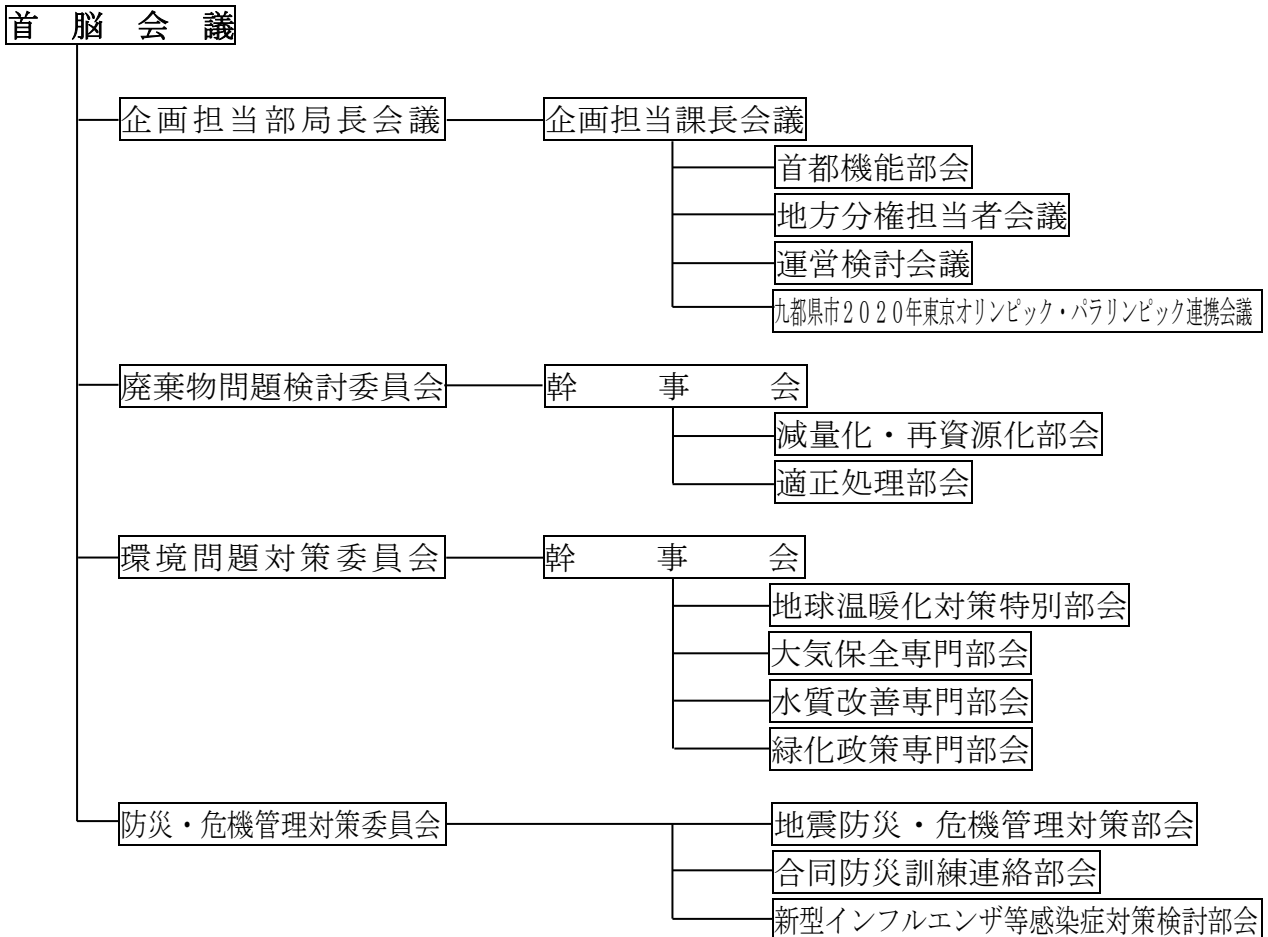 首脳会議
企画担当部局長会議 企画担当課長会議
首都機能部会
地方分権担当者会議
運営検討会議
九都県市２０２０年東京オリンピック・パラリンピック連携会議
廃棄物問題検討委員会 幹事会
減量化・再資源化部会
適正処理部会
環境問題対策委員会 幹事会
地球温暖化対策特別部会
大気保全専門部会
水質改善専門部会
緑化政策専門部会
防災・危機管理対策委員会 地震防災・危機管理対策部会
合同防災訓練連絡部会
新型インフルエンザ等感染症対策検討部会